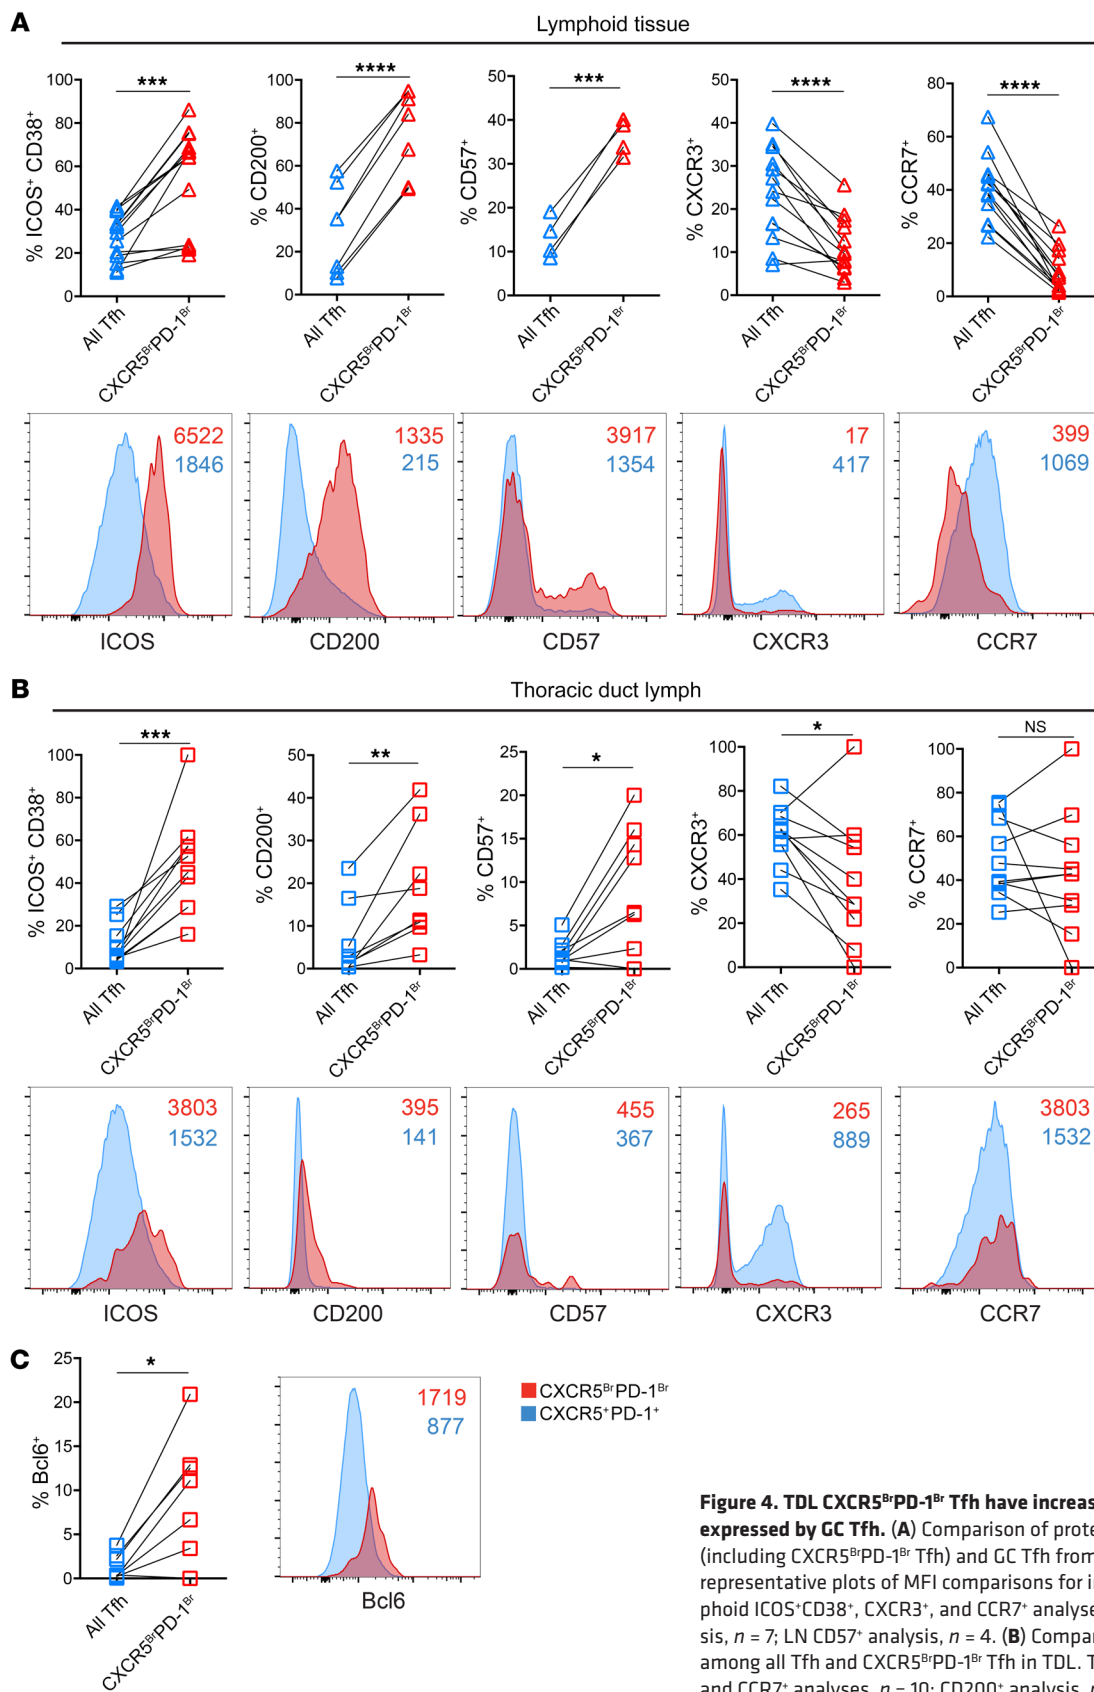 A
Lymphoid tissue
% ICOS⁺ CD38⁺
100
80
60
40
20
0
***
All Tfh
CXCR5ᴮʳPD-1ᴮʳ
% CD200⁺
100
80
60
40
20
0
****
All Tfh
CXCR5ᴮʳPD-1ᴮʳ
% CD57⁺
50
40
30
20
10
0
***
All Tfh
CXCR5ᴮʳPD-1ᴮʳ
% CXCR3⁺
50
40
30
20
10
0
****
All Tfh
CXCR5ᴮʳPD-1ᴮʳ
% CCR7⁺
80
60
40
20
0
****
All Tfh
CXCR5ᴮʳPD-1ᴮʳ
6522
1846
ICOS
1335
215
CD200
3917
1354
CD57
17
417
CXCR3
399
1069
CCR7
B
Thoracic duct lymph
% ICOS⁺ CD38⁺
100
80
60
40
20
0
***
All Tfh
CXCR5ᴮʳPD-1ᴮʳ
% CD200⁺
50
40
30
20
10
0
**
All Tfh
CXCR5ᴮʳPD-1ᴮʳ
% CD57⁺
25
20
15
10
5
0
*
All Tfh
CXCR5ᴮʳPD-1ᴮʳ
% CXCR3⁺
100
80
60
40
20
0
*
All Tfh
CXCR5ᴮʳPD-1ᴮʳ
% CCR7⁺
100
80
60
40
20
0
NS
All Tfh
CXCR5ᴮʳPD-1ᴮʳ
3803
1532
ICOS
395
141
CD200
455
367
CD57
265
889
CXCR3
3803
1532
CCR7
C
% Bcl6⁺
25
20
15
10
5
0
*
All Tfh
CXCR5ᴮʳPD-1ᴮʳ
1719
877
Bcl6
CXCR5ᴮʳPD-1ᴮʳ
CXCR5⁺PD-1⁺
Figure 4. TDL CXCR5ᴮʳPD-1ᴮʳ Tfh have increas
expressed by GC Tfh. (A) Comparison of prote
(including CXCR5ᴮʳPD-1ᴮʳ Tfh) and GC Tfh from
representative plots of MFI comparisons for i
phoid ICOS⁺CD38⁺, CXCR3⁺, and CCR7⁺ analyse
sis, n = 7; LN CD57⁺ analysis, n = 4. (B) Compar
among all Tfh and CXCR5ᴮʳPD-1ᴮʳ Tfh in TDL. T
and CCR7⁺ analyses, n = 10; CD200⁺ analysis,